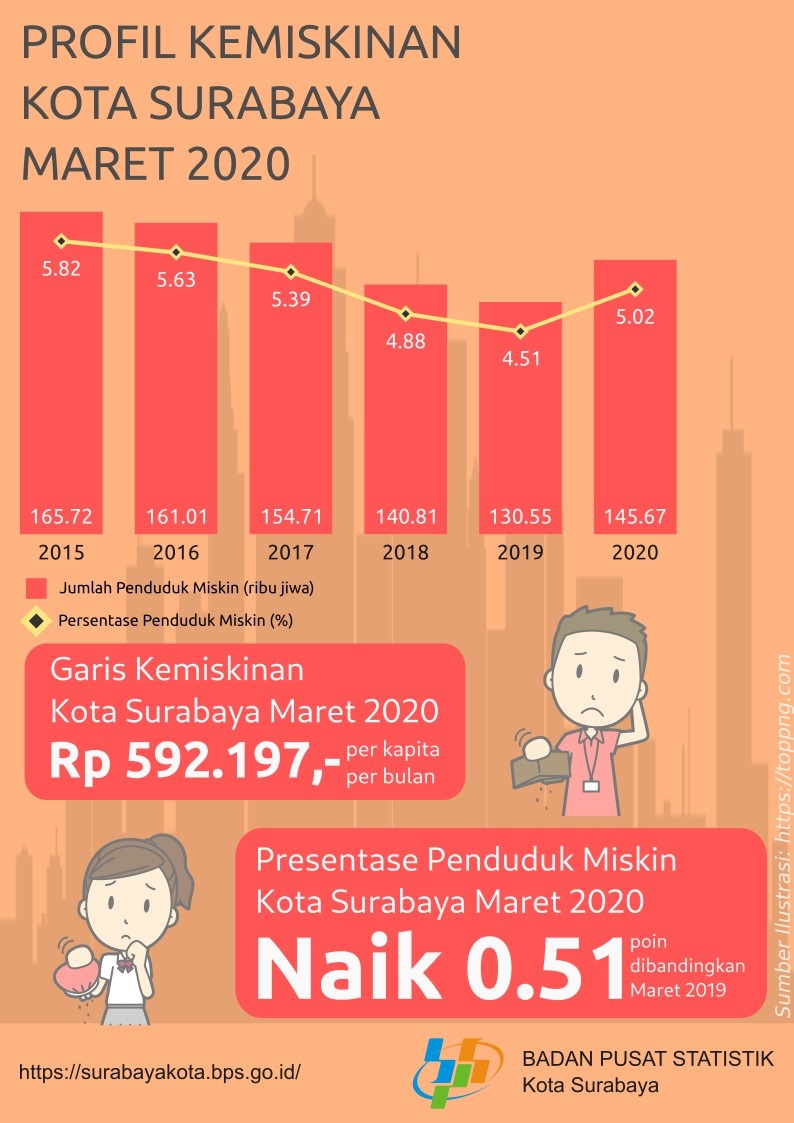 PROFIL KEMISKINAN
KOTA SURABAYA
MARET 2020
5.82
5.63
5.39
4.88
4.51
5.02
165.72
161.01
154.71
140.81
130.55
145.67
2015
2016
2017
2018
2019
2020
Jumlah Penduduk Miskin (ribu jiwa)
Persentase Penduduk Miskin (%)
Garis Kemiskinan
Kota Surabaya Maret 2020
Rp 592.197,- per kapita
per bulan
Presentase Penduduk Miskin
Kota Surabaya Maret 2020
Naik 0.51 poin
dibandingkan
Maret 2019
Sumber Ilustrasi: https://toppng.com
https://surabayakota.bps.go.id/
BADAN PUSAT STATISTIK
Kota Surabaya